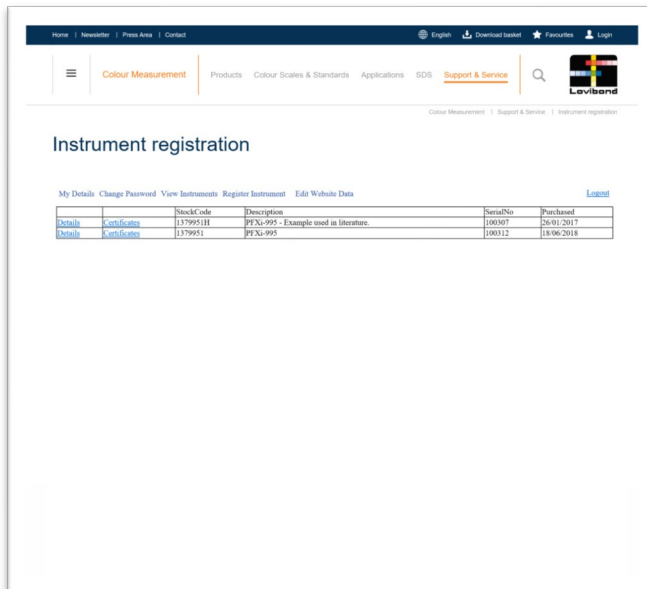 Home | Newsletter | Press Area | Contact English Download basket Favourites Login
Colour Measurement Products Colour Scales & Standards Applications SDS Support & Service Lovibond
Colour Measurement | Support & Service | Instrument registration
Instrument registration
My Details Change Password View Instruments Register Instrument Edit Website Data Logout
StockCode Description SerialNo Purchased
Details Certificates 1379951H PFXi-995 - Example used in literature. 100307 26/01/2017
Details Certificates 1379951 PFXi-995 100312 18/06/2018